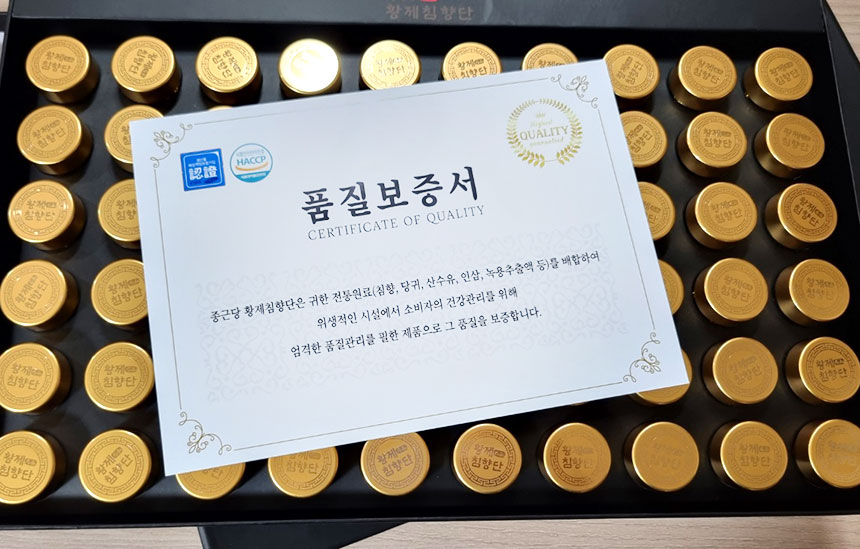 황제침향단
認證
HACCP
The
Highest
QUALITY
guaranteed
품질보증서
CERTIFICATE OF QUALITY
종근당 황제침향단은 귀한 전통원료(침향, 당귀, 산수유, 인삼, 녹용추출액 등)를 배합하여
위생적인 시설에서 소비자의 건강관리를 위해
엄격한 품질관리를 필한 제품으로 그 품질을 보증합니다.
황제
침향단